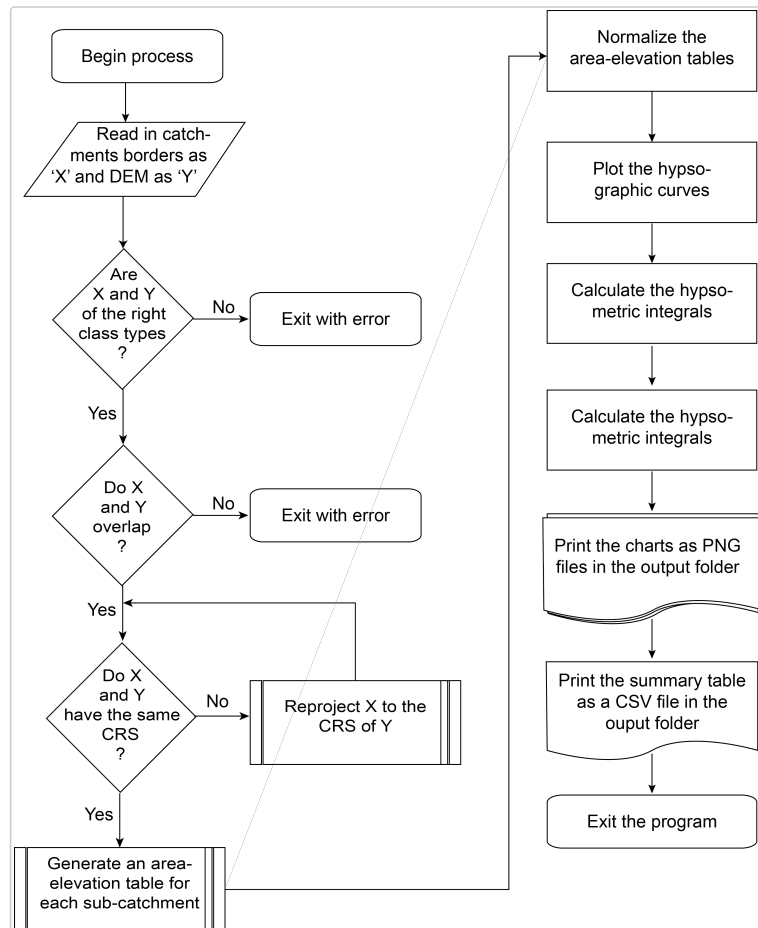 Begin process
Read in catch-
ments borders as
‘X’ and DEM as ‘Y’
Are
X and Y
of the right
class types
?
No
Exit with error
Yes
Do X
and Y
overlap
?
No
Exit with error
Yes
Do X
and Y
have the same
CRS
?
No
Reproject X to the
CRS of Y
Yes
Generate an area-
elevation table for
each sub-catchment
Normalize the
area-elevation tables
Plot the hypso-
graphic curves
Calculate the hypso-
metric integrals
Calculate the hypso-
metric integrals
Print the charts as PNG
files in the output folder
Print the summary table
as a CSV file in the
ouput folder
Exit the program